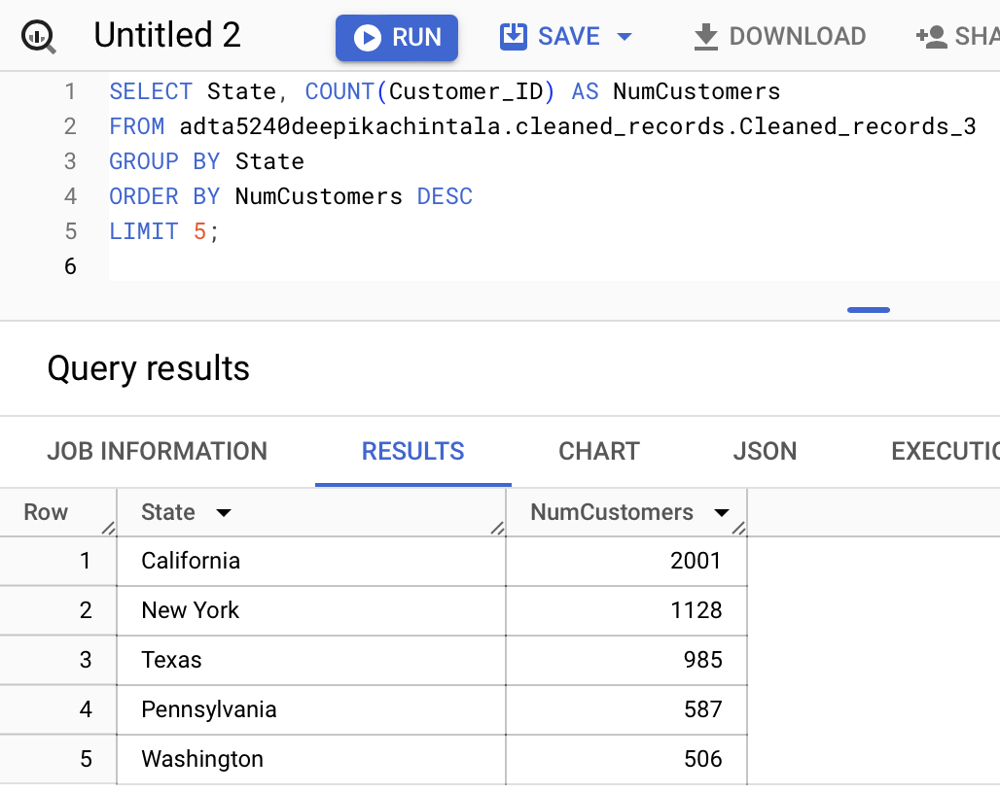 Untitled 2 RUN SAVE DOWNLOAD SHA
1 SELECT State, COUNT(Customer_ID) AS NumCustomers
2 FROM adta5240deepikachintala.cleaned_records.Cleaned_records_3
3 GROUP BY State
4 ORDER BY NumCustomers DESC
5 LIMIT 5;
6
Query results
JOB INFORMATION RESULTS CHART JSON EXECUTIO
Row State NumCustomers
1 California 2001
2 New York 1128
3 Texas 985
4 Pennsylvania 587
5 Washington 506